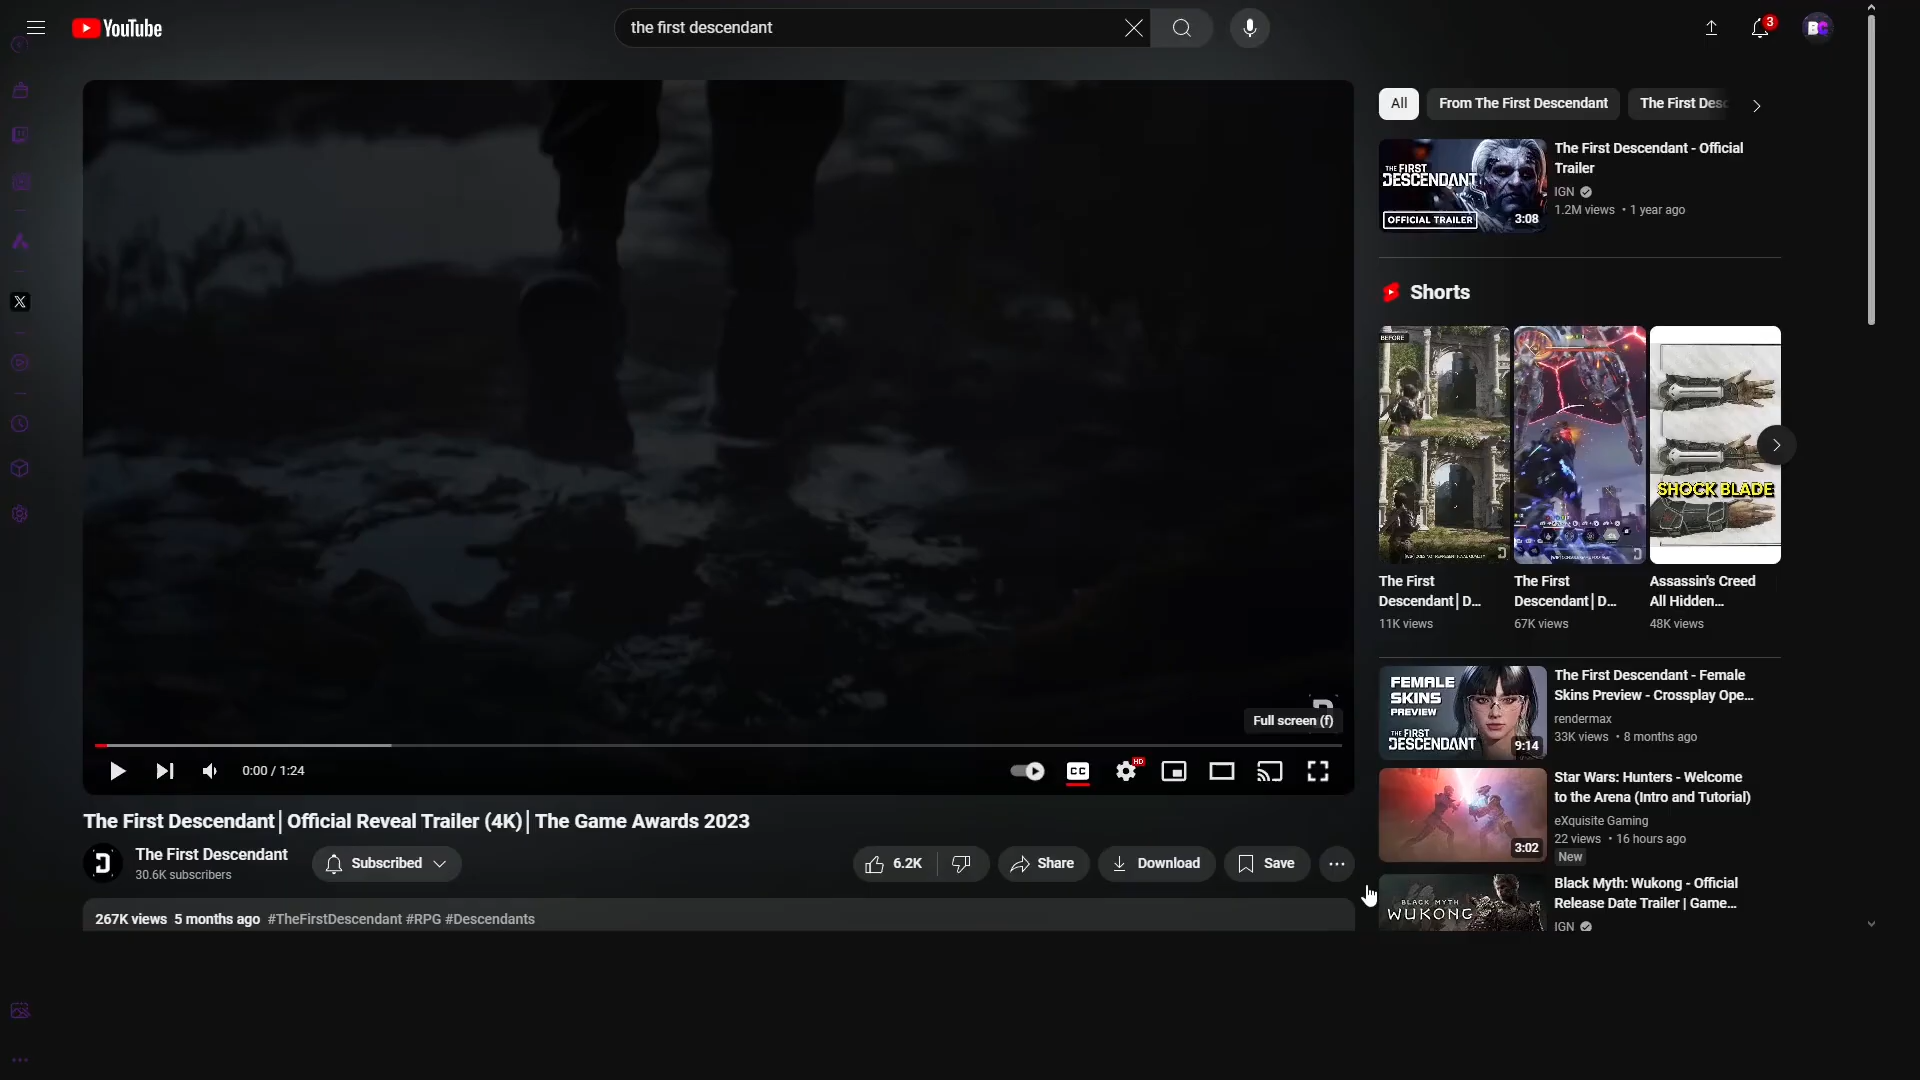 YouTube
the first descendant
3
BG
All
From The First Descendant
The First Desc
THE FIRST
DESCENDANT
OFFICIAL TRAILER
3:08
The First Descendant - Official
Trailer
IGN
1.2M views • 1 year ago
Shorts
BEFORE
SHOCK BLADE
The First
Descendant│D...
11K views
The First
Descendant│D...
67K views
Assassin's Creed
All Hidden...
48K views
FEMALE
SKINS
PREVIEW
THE FIRST
DESCENDANT
9:14
The First Descendant - Female
Skins Preview - Crossplay Ope...
rendermax
33K views • 8 months ago
3:02
Star Wars: Hunters - Welcome
to the Arena (Intro and Tutorial)
eXquisite Gaming
22 views • 16 hours ago
New
BLACK MYTH
WUKONG
Black Myth: Wukong - Official
Release Date Trailer | Game...
IGN
Full screen (f)
0:00 / 1:24
CC
HD
The First Descendant│Official Reveal Trailer (4K)│The Game Awards 2023
The First Descendant
30.6K subscribers
Subscribed
6.2K
Share
Download
Save
267K views 5 months ago #TheFirstDescendant #RPG #Descendants
X